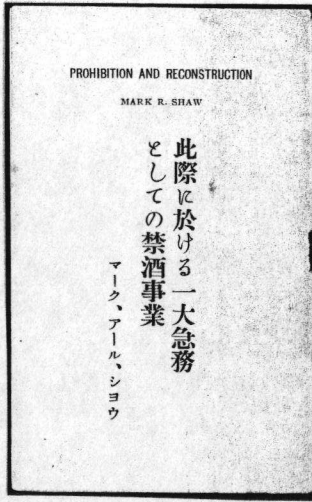 PROHIBITION AND RECONSTRUCTION
MARK R. SHAW
此際に於ける一大急務
としての禁酒事業
マーク、アール、シヨウ